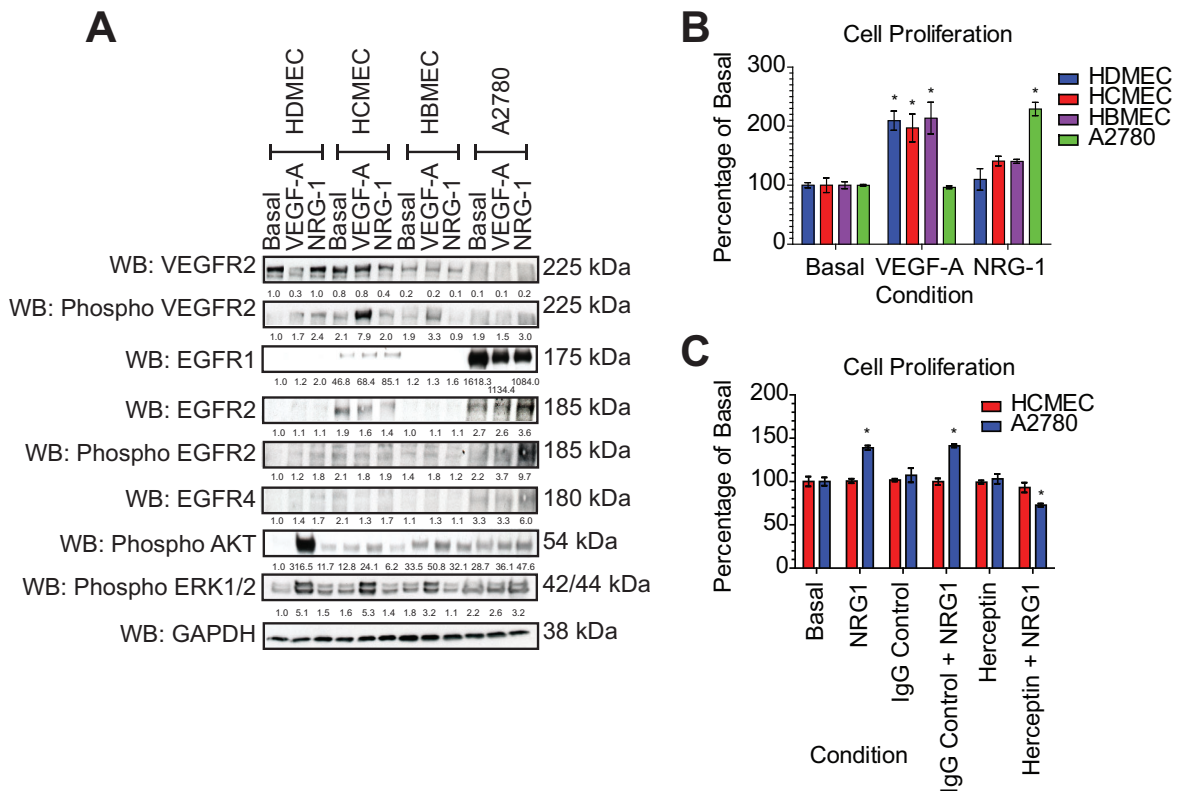 A
HDMEC
HCMEC
HBMEC
A2780
Basal
VEGF-A
NRG-1
Basal
VEGF-A
NRG-1
Basal
VEGF-A
NRG-1
Basal
VEGF-A
NRG-1
WB: VEGFR2 225 kDa
1.0 0.3 1.0 0.8 0.8 0.4 0.2 0.2 0.1 0.1 0.1 0.2
WB: Phospho VEGFR2 225 kDa
1.0 1.7 2.4 2.1 7.9 2.0 1.9 3.3 0.9 1.9 1.5 3.0
WB: EGFR1 175 kDa
1.0 1.2 2.0 46.8 68.4 85.1 1.2 1.3 1.6 1618.3 1134.4 1084.0
WB: EGFR2 185 kDa
1.0 1.1 1.1 1.9 1.6 1.4 1.0 1.1 1.1 2.7 2.6 3.6
WB: Phospho EGFR2 185 kDa
1.0 1.2 1.8 2.1 1.8 1.9 1.4 1.8 1.2 2.2 3.7 9.7
WB: EGFR4 180 kDa
1.0 1.4 1.7 2.1 1.3 1.7 1.1 1.3 1.1 3.3 3.3 6.0
WB: Phospho AKT 54 kDa
1.0 316.5 11.7 12.8 24.1 6.2 33.5 50.8 32.1 28.7 36.1 47.6
WB: Phospho ERK1/2 42/44 kDa
1.0 5.1 1.5 1.6 5.3 1.4 1.8 3.2 1.1 2.2 2.6 3.2
WB: GAPDH 38 kDa
B
Cell Proliferation
Percentage of Basal
300
200
100
0
* * * *
Basal VEGF-A NRG-1
Condition
HDMEC
HCMEC
HBMEC
A2780
C
Cell Proliferation
Percentage of Basal
200
150
100
50
0
* * *
HCMEC
A2780
Basal
NRG1
IgG Control
IgG Control + NRG1
Herceptin
Herceptin + NRG1
Condition